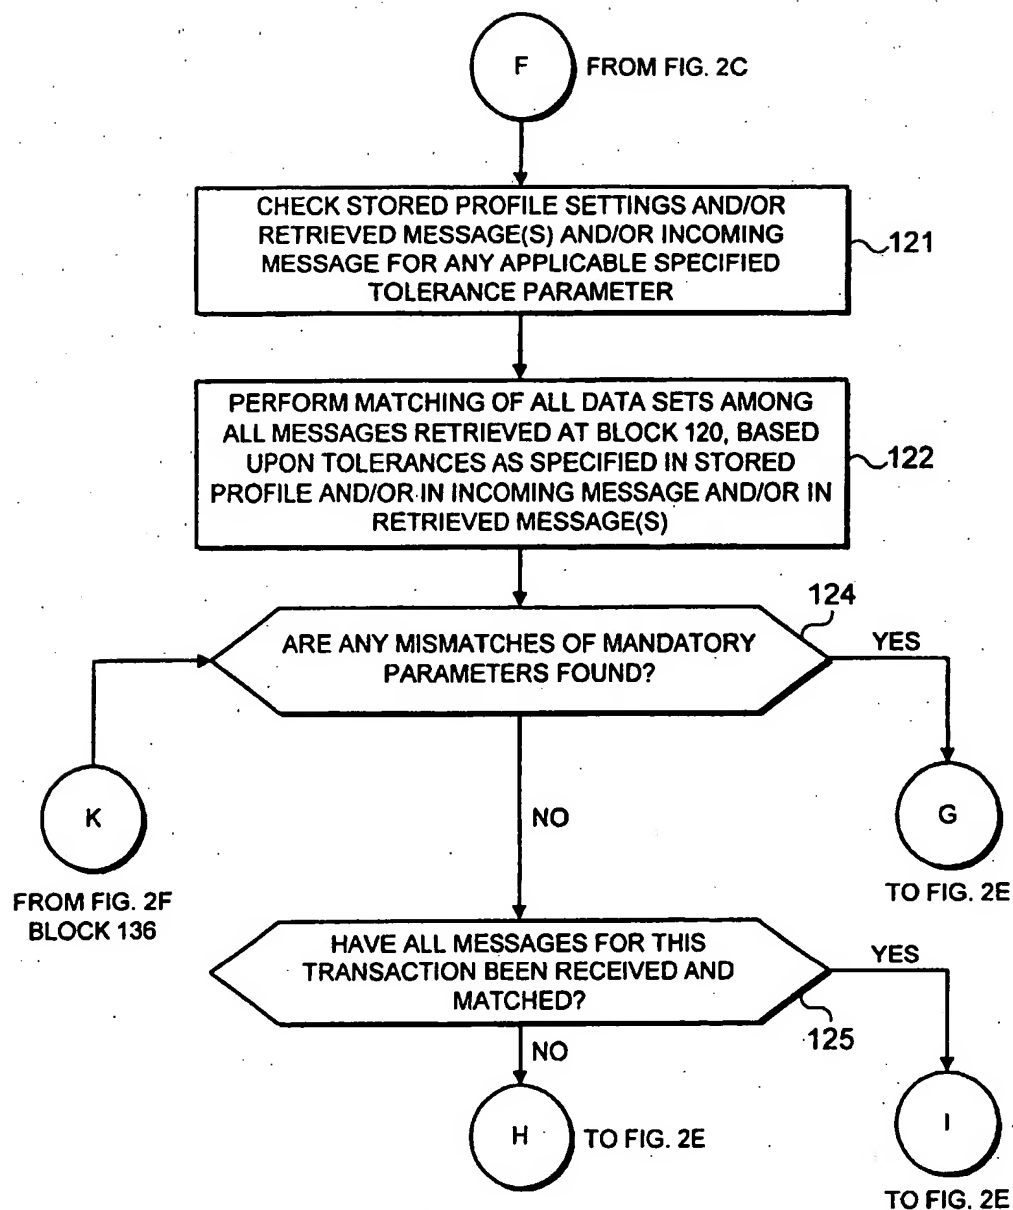 F
FROM FIG. 2C
CHECK STORED PROFILE SETTINGS AND/OR
RETRIEVED MESSAGE(S) AND/OR INCOMING
MESSAGE FOR ANY APPLICABLE SPECIFIED
TOLERANCE PARAMETER
121
PERFORM MATCHING OF ALL DATA SETS AMONG
ALL MESSAGES RETRIEVED AT BLOCK 120, BASED
UPON TOLERANCES AS SPECIFIED IN STORED
PROFILE AND/OR IN INCOMING MESSAGE AND/OR IN
RETRIEVED MESSAGE(S)
122
124
ARE ANY MISMATCHES OF MANDATORY
PARAMETERS FOUND?
YES
K
FROM FIG. 2F
BLOCK 136
NO
G
TO FIG. 2E
HAVE ALL MESSAGES FOR THIS
TRANSACTION BEEN RECEIVED AND
MATCHED?
YES
125
NO
H
TO FIG. 2E
I
TO FIG. 2E